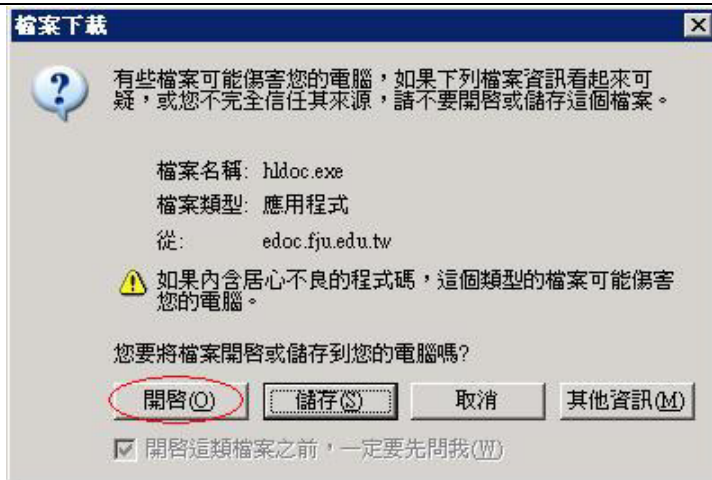 檔案下載
有些檔案可能傷害您的電腦，如果下列檔案資訊看起來可
疑，或您不完全信任其來源，請不要開啓或儲存這個檔案。
檔案名稱: hldoc.exe
檔案類型: 應用程式
從: edoc.fju.edu.tw
如果內含居心不良的程式碼，這個類型的檔案可能傷害
您的電腦。
您要將檔案開啓或儲存到您的電腦嗎?
開啓(O) 儲存(S) 取消 其他資訊(M)
開啓這類檔案之前，一定要先問我(W)